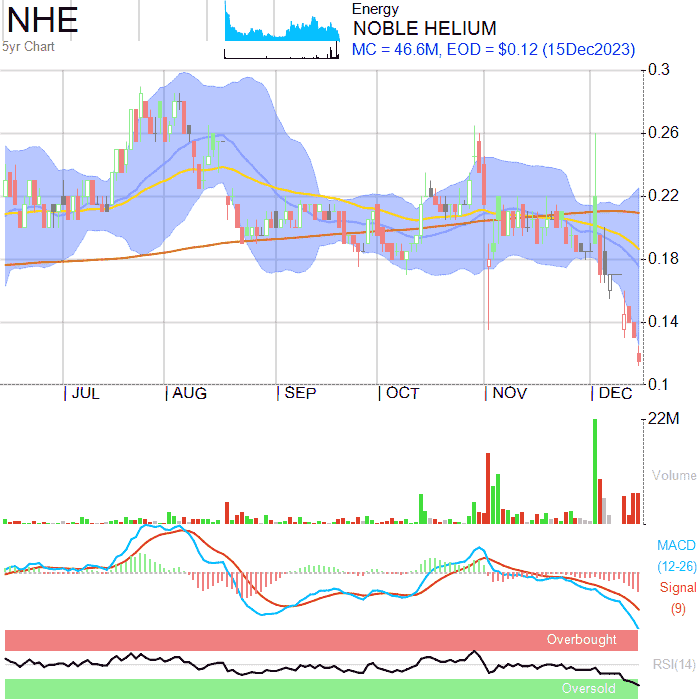 NHE
5yr Chart
Energy
NOBLE HELIUM
MC = 46.6M, EOD = $0.12 (15Dec2023)
0.3
0.26
0.22
0.18
0.14
0.1
JUL
AUG
SEP
OCT
NOV
DEC
22M
Volume
MACD
(12-26)
Signal
(9)
Overbought
RSI(14)
Oversold